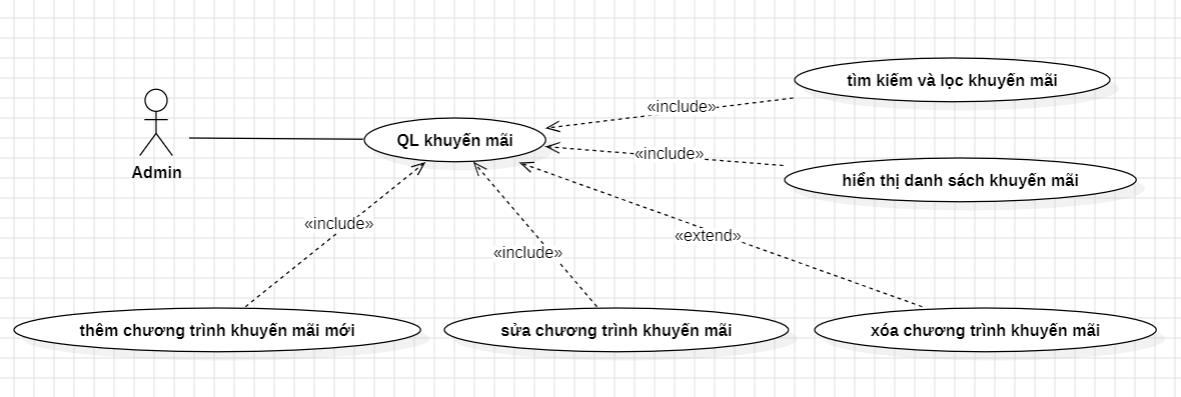 tìm kiếm và lọc khuyến mãi
«include»
QL khuyến mãi
«include»
Admin
hiển thị danh sách khuyến mãi
«include»
«extend»
«include»
thêm chương trình khuyến mãi mới
sửa chương trình khuyến mãi
xóa chương trình khuyến mãi